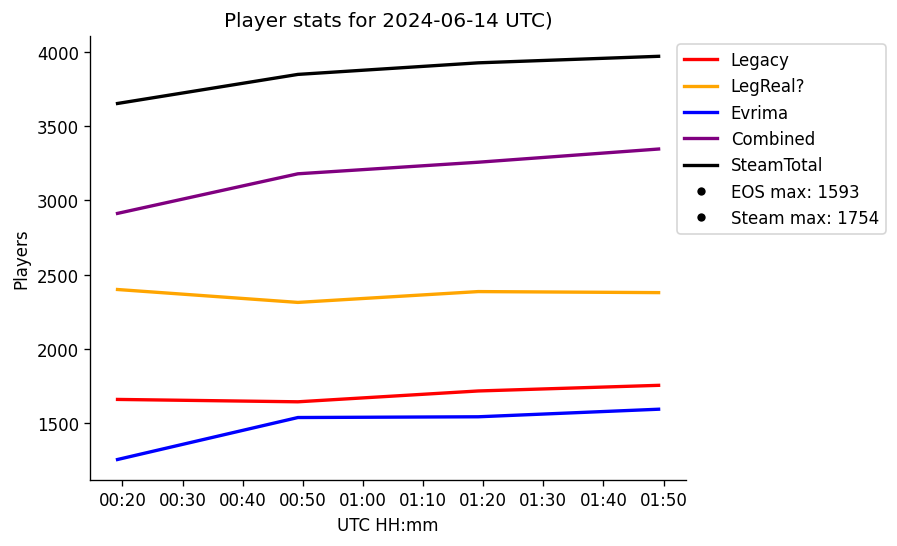 Player stats for 2024-06-14 UTC)
4000
3500
3000
2500
2000
1500
Players
00:20 00:30 00:40 00:50 01:00 01:10 01:20 01:30 01:40 01:50
UTC HH:mm
Legacy
LegReal?
Evrima
Combined
SteamTotal
EOS max: 1593
Steam max: 1754